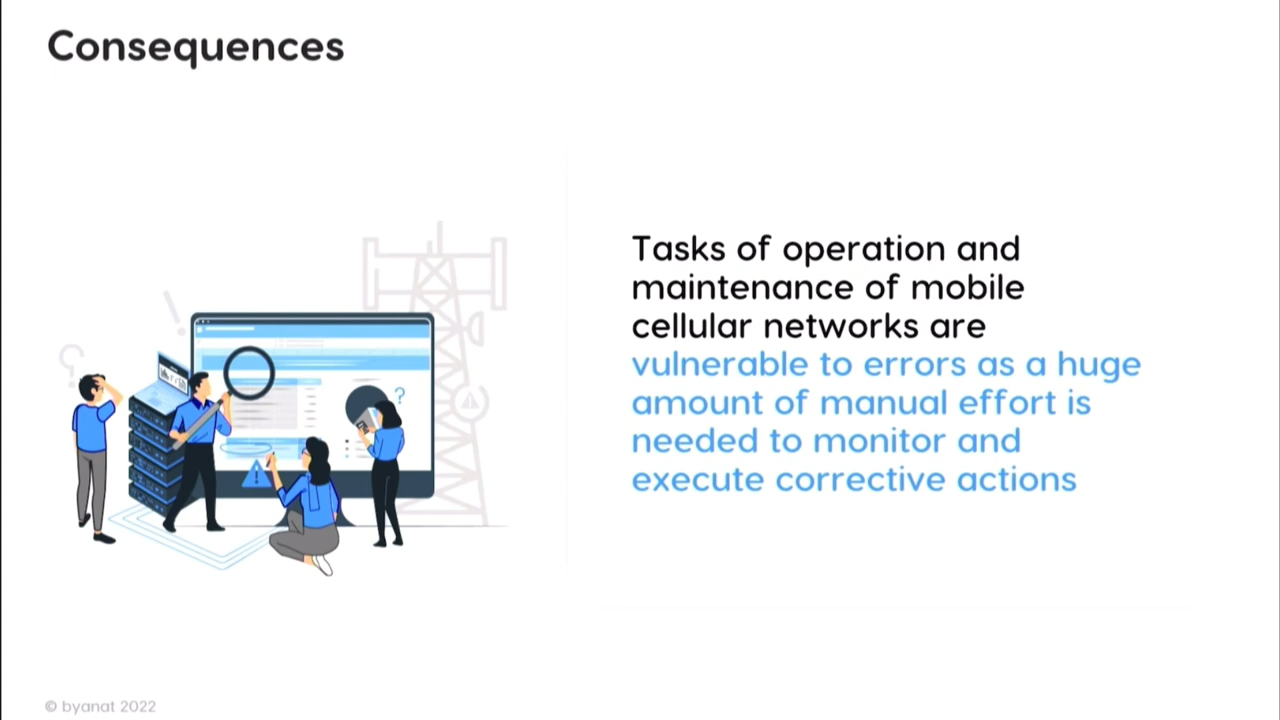 Consequences
Tasks of operation and
maintenance of mobile
cellular networks are
vulnerable to errors as a huge
amount of manual effort is
needed to monitor and
execute corrective actions
© byanat 2022